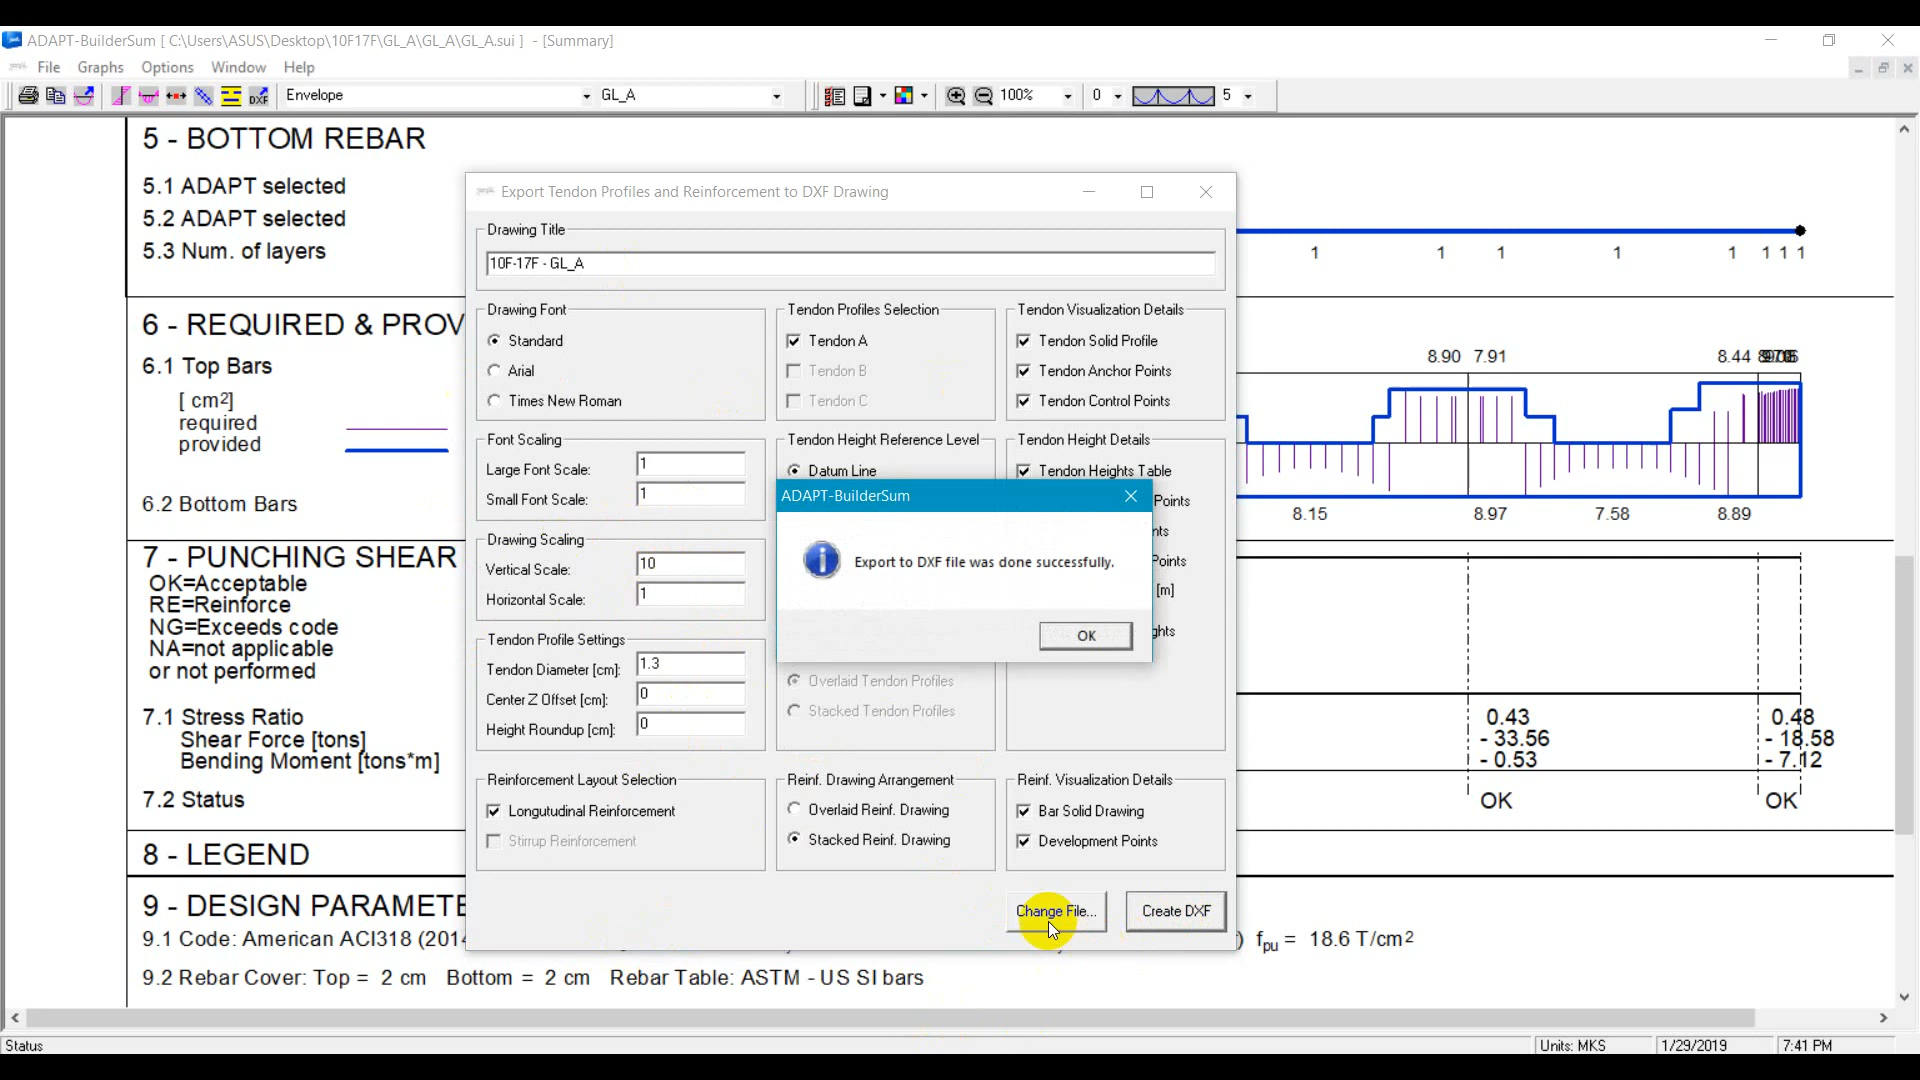 ADAPT-BuilderSum [ C:\Users\ASUS\Desktop\10F17F\GL_A\GL_A\GL_A.sui ] - [Summary]
File Graphs Options Window Help
DXF Envelope GL_A 100% 0 5
5 - BOTTOM REBAR
5.1 ADAPT selected
5.2 ADAPT selected
5.3 Num. of layers
1 1 1 1 1 1 1 1
6 - REQUIRED & PROV
6.1 Top Bars
[ cm2]
required
provided
8.90 7.91 8.44
6.2 Bottom Bars
8.15 8.97 7.58 8.89
7 - PUNCHING SHEAR
OK=Acceptable
RE=Reinforce
NG=Exceeds code
NA=not applicable
or not performed
7.1 Stress Ratio
Shear Force [tons]
Bending Moment [tons*m]
0.43 0.48
- 33.56 - 18.58
- 0.53 - 7.12
7.2 Status
OK OK
8 - LEGEND
9 - DESIGN PARAMETE
9.1 Code: American ACI318 (2014
) fpu = 18.6 T/cm2
9.2 Rebar Cover: Top = 2 cm Bottom = 2 cm Rebar Table: ASTM - US SI bars
Export Tendon Profiles and Reinforcement to DXF Drawing
Drawing Title
10F-17F - GL_A
Drawing Font
Standard
Arial
Times New Roman
Tendon Profiles Selection
Tendon A
Tendon B
Tendon C
Tendon Visualization Details
Tendon Solid Profile
Tendon Anchor Points
Tendon Control Points
Font Scaling
Large Font Scale: 1
Small Font Scale: 1
Tendon Height Reference Level
Datum Line
Tendon Height Details
Tendon Heights Table
Points
nts
Points
[m]
ghts
ADAPT-BuilderSum
Export to DXF file was done successfully.
OK
Drawing Scaling
Vertical Scale: 10
Horizontal Scale: 1
Tendon Profile Settings
Tendon Diameter [cm]: 1.3
Center Z Offset [cm]: 0
Height Roundup [cm]: 0
Overlaid Tendon Profiles
Stacked Tendon Profiles
Reinforcement Layout Selection
Longutudinal Reinforcement
Stirrup Reinforcement
Reinf. Drawing Arrangement
Overlaid Reinf. Drawing
Stacked Reinf. Drawing
Reinf. Visualization Details
Bar Solid Drawing
Development Points
Change File... Create DXF
Status Units: MKS 1/29/2019 7:41 PM